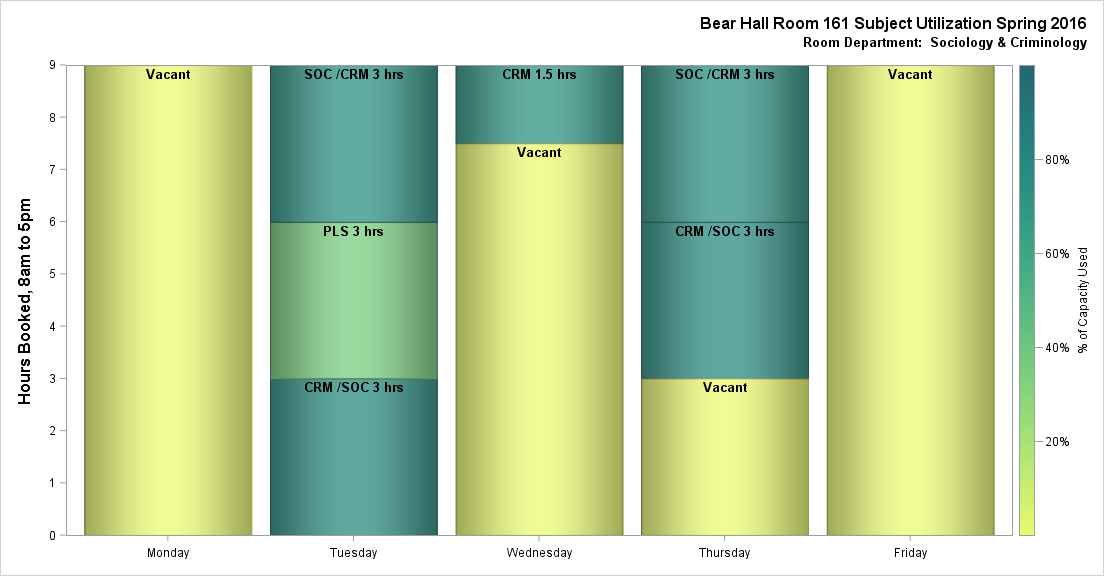 Bear Hall Room 161 Subject Utilization Spring 2016
Room Department:  Sociology & Criminology
Hours Booked, 8am to 5pm
9
8
7
6
5
4
3
2
1
0
Vacant
SOC /CRM 3 hrs
PLS 3 hrs
CRM /SOC 3 hrs
CRM 1.5 hrs
Vacant
SOC /CRM 3 hrs
CRM /SOC 3 hrs
Vacant
Vacant
Monday
Tuesday
Wednesday
Thursday
Friday
80%
60%
40%
20%
% of Capacity Used